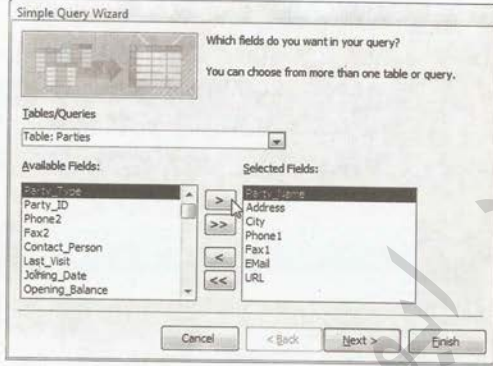 Simple Query Wizard
Which fields do you want in your query?
You can choose from more than one table or query.
Tables/Queries
Table: Parties
Available Fields:
Party_Type
Party_ID
Phone2
Fax2
Contact_Person
Last_Visit
Joining_Date
Opening_Balance
>
>>
<
<<
Selected Fields:
Party_Name
Address
City
Phone1
Fax1
EMail
URL
Cancel
< Back
Next >
Finish